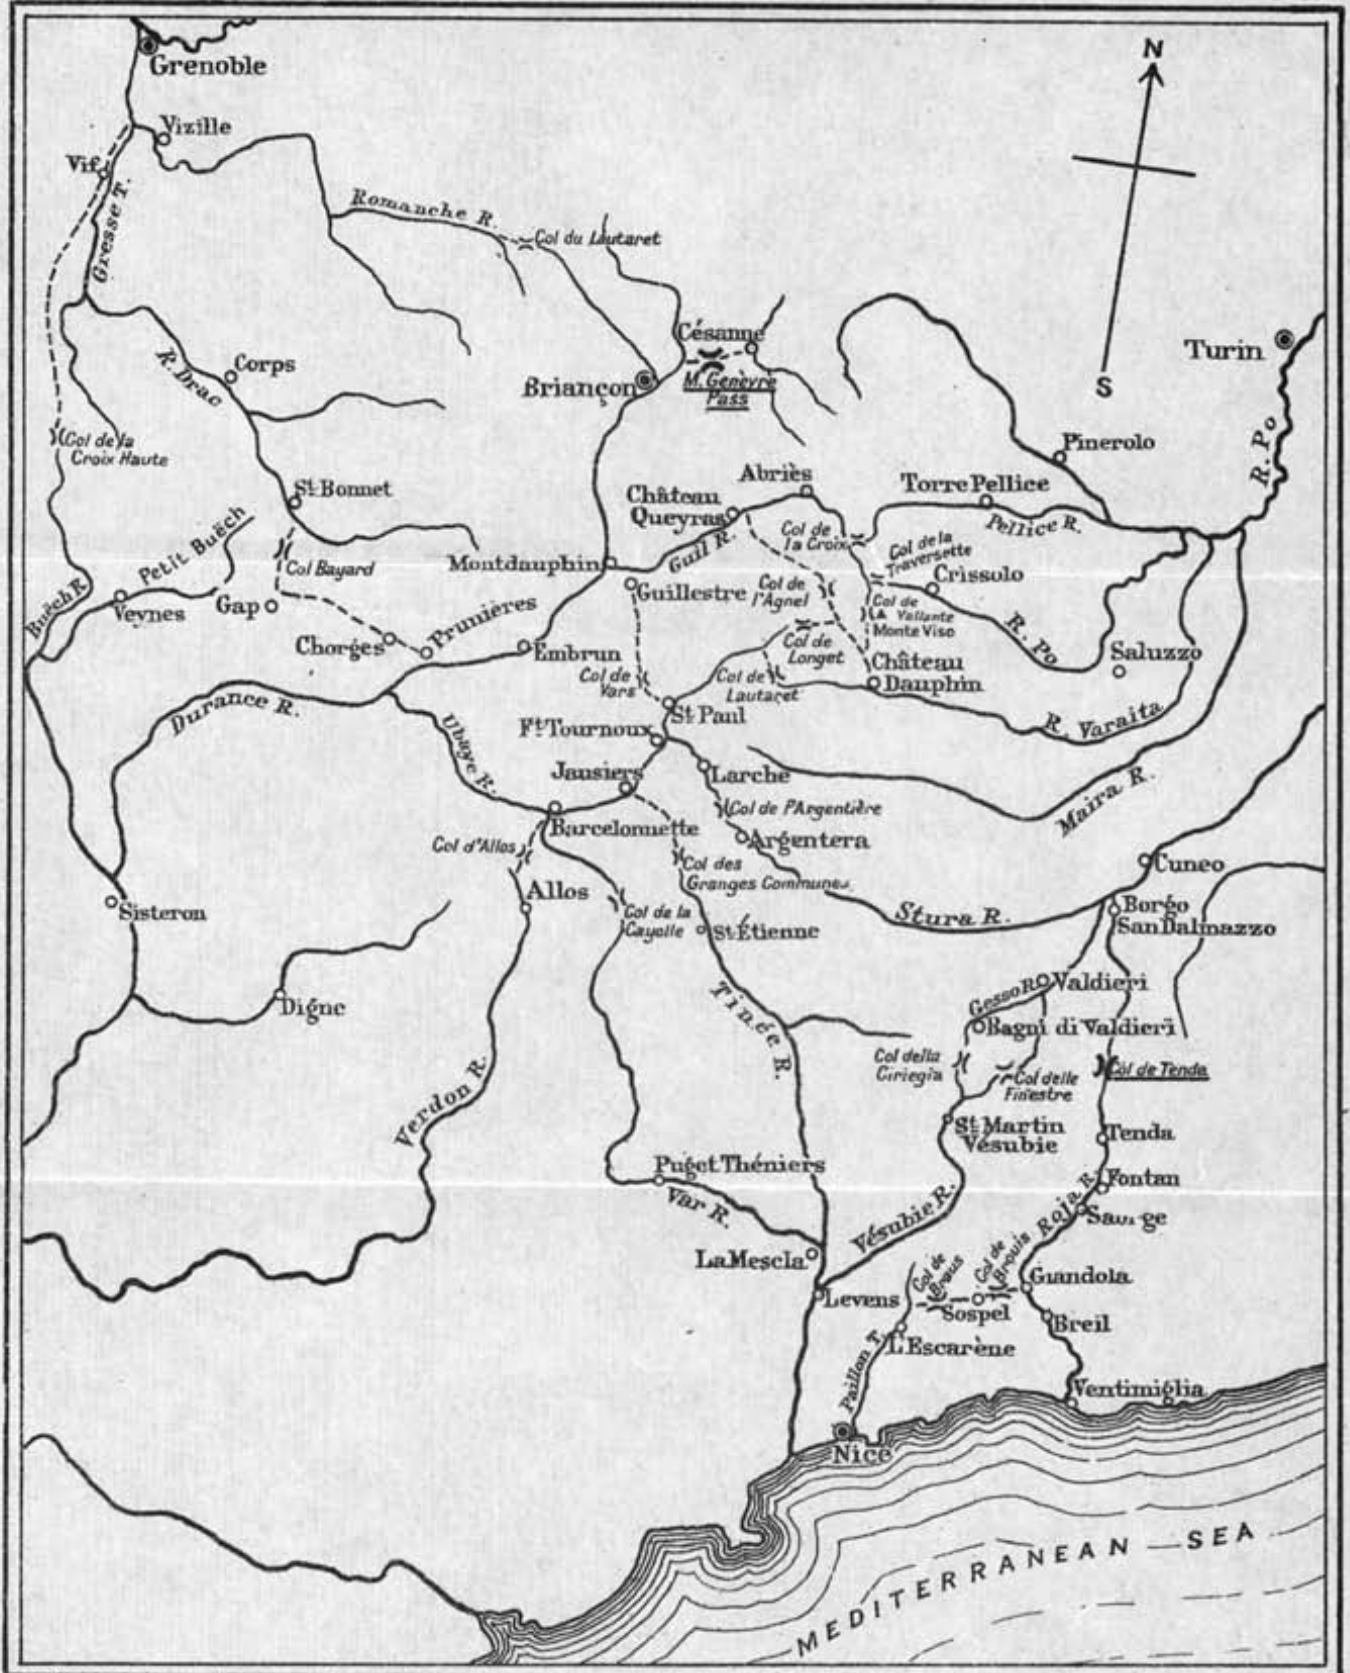 Grenoble
N
Vizille
Vif
Gresse T.
Romanche R.
Col du Lautaret
Césanne
Turin
Briançon
M. Genèvre
Pass
S
Corps
R. Drac
R. Po
Col de la
Croix Haute
Pinerolo
St. Bonnet
Abriès
Torre Pellice
Château
Queyras
Pellice R.
Petit Buëch
Col de
la Croix
Guil R.
Col de la
Traversette
Col Bayard
Montdauphin
Crissolo
Buëch R.
Veynes
Gap
Guillestre
Col de
l'Agnel
Col de
Vallante
Monte Viso
R. Po
Prunières
Chorges
Embrun
Col de
Longet
Saluzzo
Château
Dauphin
Col de
Vars
Col de
Lautaret
Durance R.
Ubaye R.
St. Paul
R. Varaita
Ft. Tournoux
Jausiers
Larche
Maira R.
Col de l'Argentière
Barcelonnette
Col d'Allos
Argentera
Cuneo
Col des
Granges Communes
Allos
Sisteron
Col de la
Cayolle
St. Étienne
Stura R.
Borgo
San Dalmazzo
Digne
Tinée R.
Gesso R.
Valdieri
Bagni di Valdieri
Col della
Ciriegia
Col delle
Finestre
Col de Tenda
Verdon R.
St. Martin
Vésubie
Tenda
Puget Théniers
Fontan
Var R.
Vésubie R.
Roja R.
La Mescla
Col de
Braus
Col de
Brouis
Giandola
Levens
Sospel
Breil
L'Escarène
Paillon T.
Ventimiglia
Nice
MEDITERRANEAN SEA